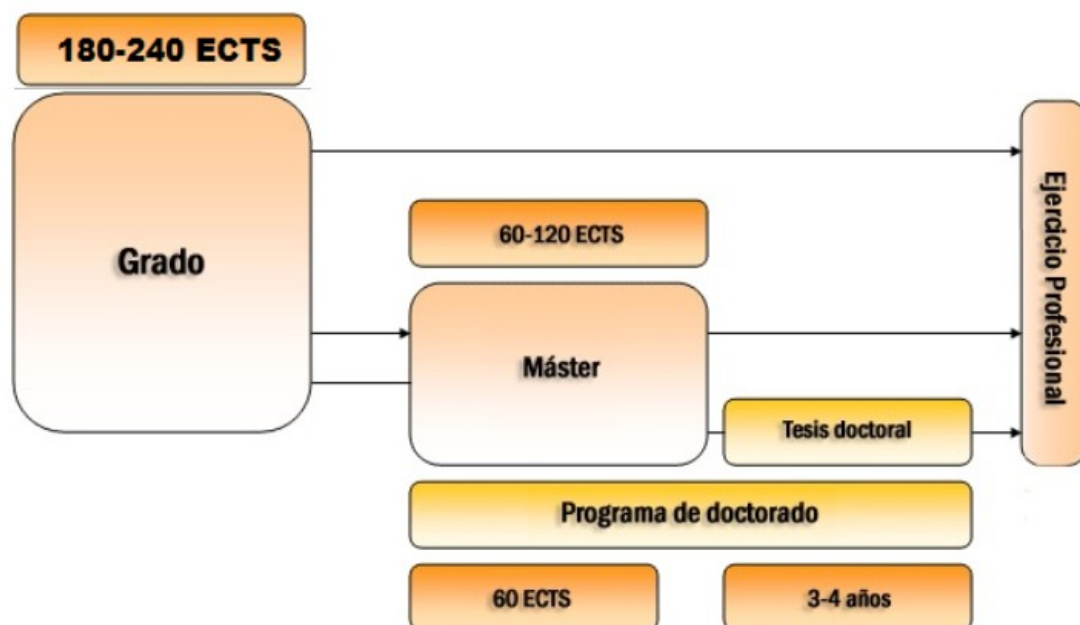 180-240 ECTS
Grado
60-120 ECTS
Máster
Tesis doctoral
Programa de doctorado
60 ECTS
3-4 años
Ejercicio Profesional